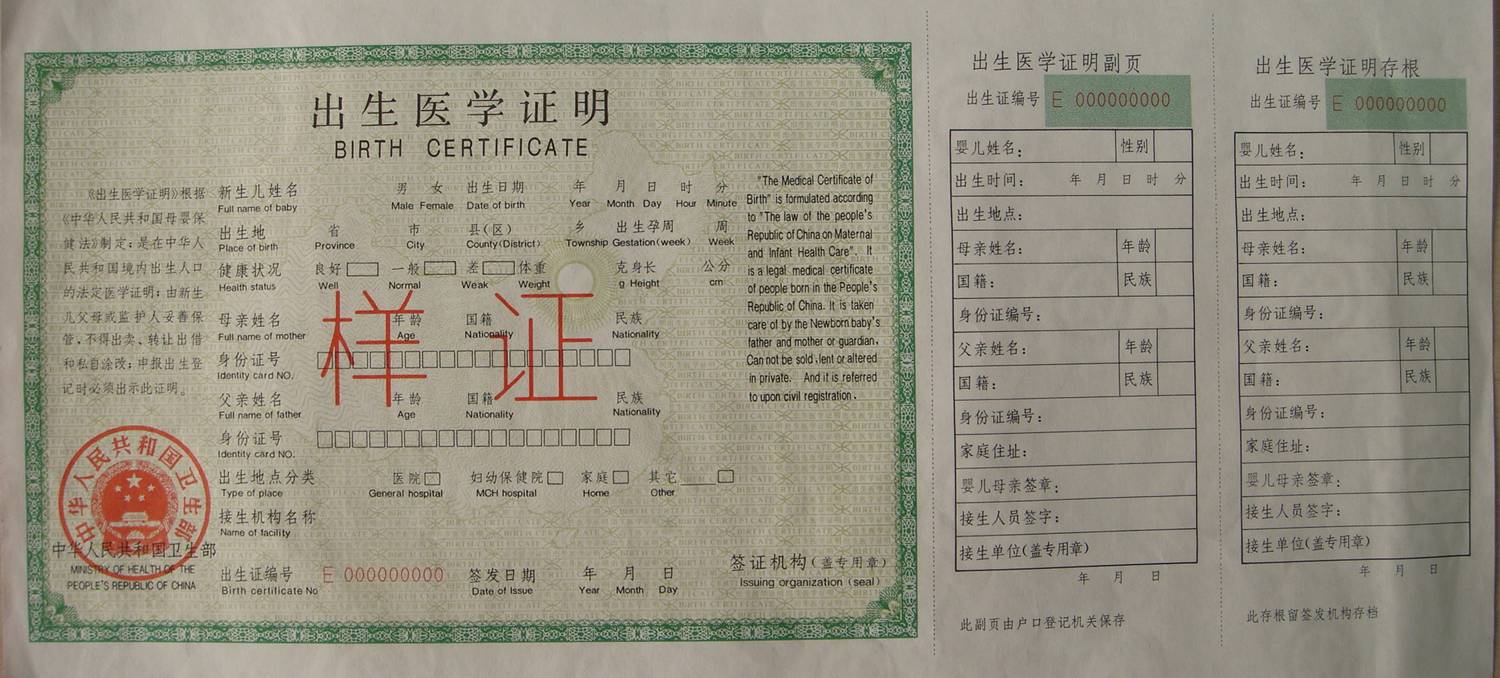 出生医学证明
BIRTH CERTIFICATE
《出生医学证明》根据
《中华人民共和国母婴保
健法》制定；是在中华人
民共和国境内出生人口
的法定医学证明；由新生
儿父母或监护人妥善保
管，不得出卖、转让出借
和私自涂改；申报出生登
记时必须出示此证明。
中华人民共和国卫生部
中华人民共和国卫生部
MINISTRY OF HEALTH OF THE
PEOPLE'S REPUBLIC OF CHINA
新生儿姓名 男 女 出生日期 年 月 日 时 分
Full name of baby Male Female Date of birth Year Month Day Hour Minute
出生地 省 市 县(区) 乡 出生孕周 周
Place of birth Province City County(District) Township Gestation(week) Week
健康状况 良好 一般 差 体重 克 身长 公分
Health status Well Normal Weak Weight g Height cm
样证
母亲姓名 年龄 国籍 民族
Full name of mother Age Nationality Nationality
身份证号
Identity card NO.
父亲姓名 年龄 国籍 民族
Full name of father Age Nationality Nationality
身份证号
Identity card NO.
出生地点分类 医院 妇幼保健院 家庭 其它
Type of place General hospital MCH hospital Home Other
接生机构名称
Name of facility
出生证编号 E 000000000 签发日期 年 月 日
Birth certificate No Date of Issue Year Month Day
签证机构(盖专用章)
Issuing organization (seal)
"The Medical Certificate of
Birth" is formulated according
to "The law of the people's
Republic of China on Maternal
and Infant Health Care". It
is a legal medical certificate
of people born in the People's
Republic of China. It is taken
care of by the Newborn baby's
father and mother or guardian.
Can not be sold, lent or altered
in private. And it is referred
to upon civil registration.
出生医学证明副页
出生证编号 E 000000000
婴儿姓名： 性别
出生时间： 年 月 日 时 分
出生地点：
母亲姓名： 年龄
国籍： 民族
身份证编号：
父亲姓名： 年龄
国籍： 民族
身份证编号：
家庭住址：
婴儿母亲签章：
接生人员签字：
接生单位(盖专用章)
年 月 日
此副页由户口登记机关保存
出生医学证明存根
出生证编号 E 000000000
婴儿姓名： 性别
出生时间： 年 月 日 时 分
出生地点：
母亲姓名： 年龄
国籍： 民族
身份证编号：
父亲姓名： 年龄
国籍： 民族
身份证编号：
家庭住址：
婴儿母亲签章：
接生人员签字：
接生单位(盖专用章)
年 月 日
此存根留签发机构存档